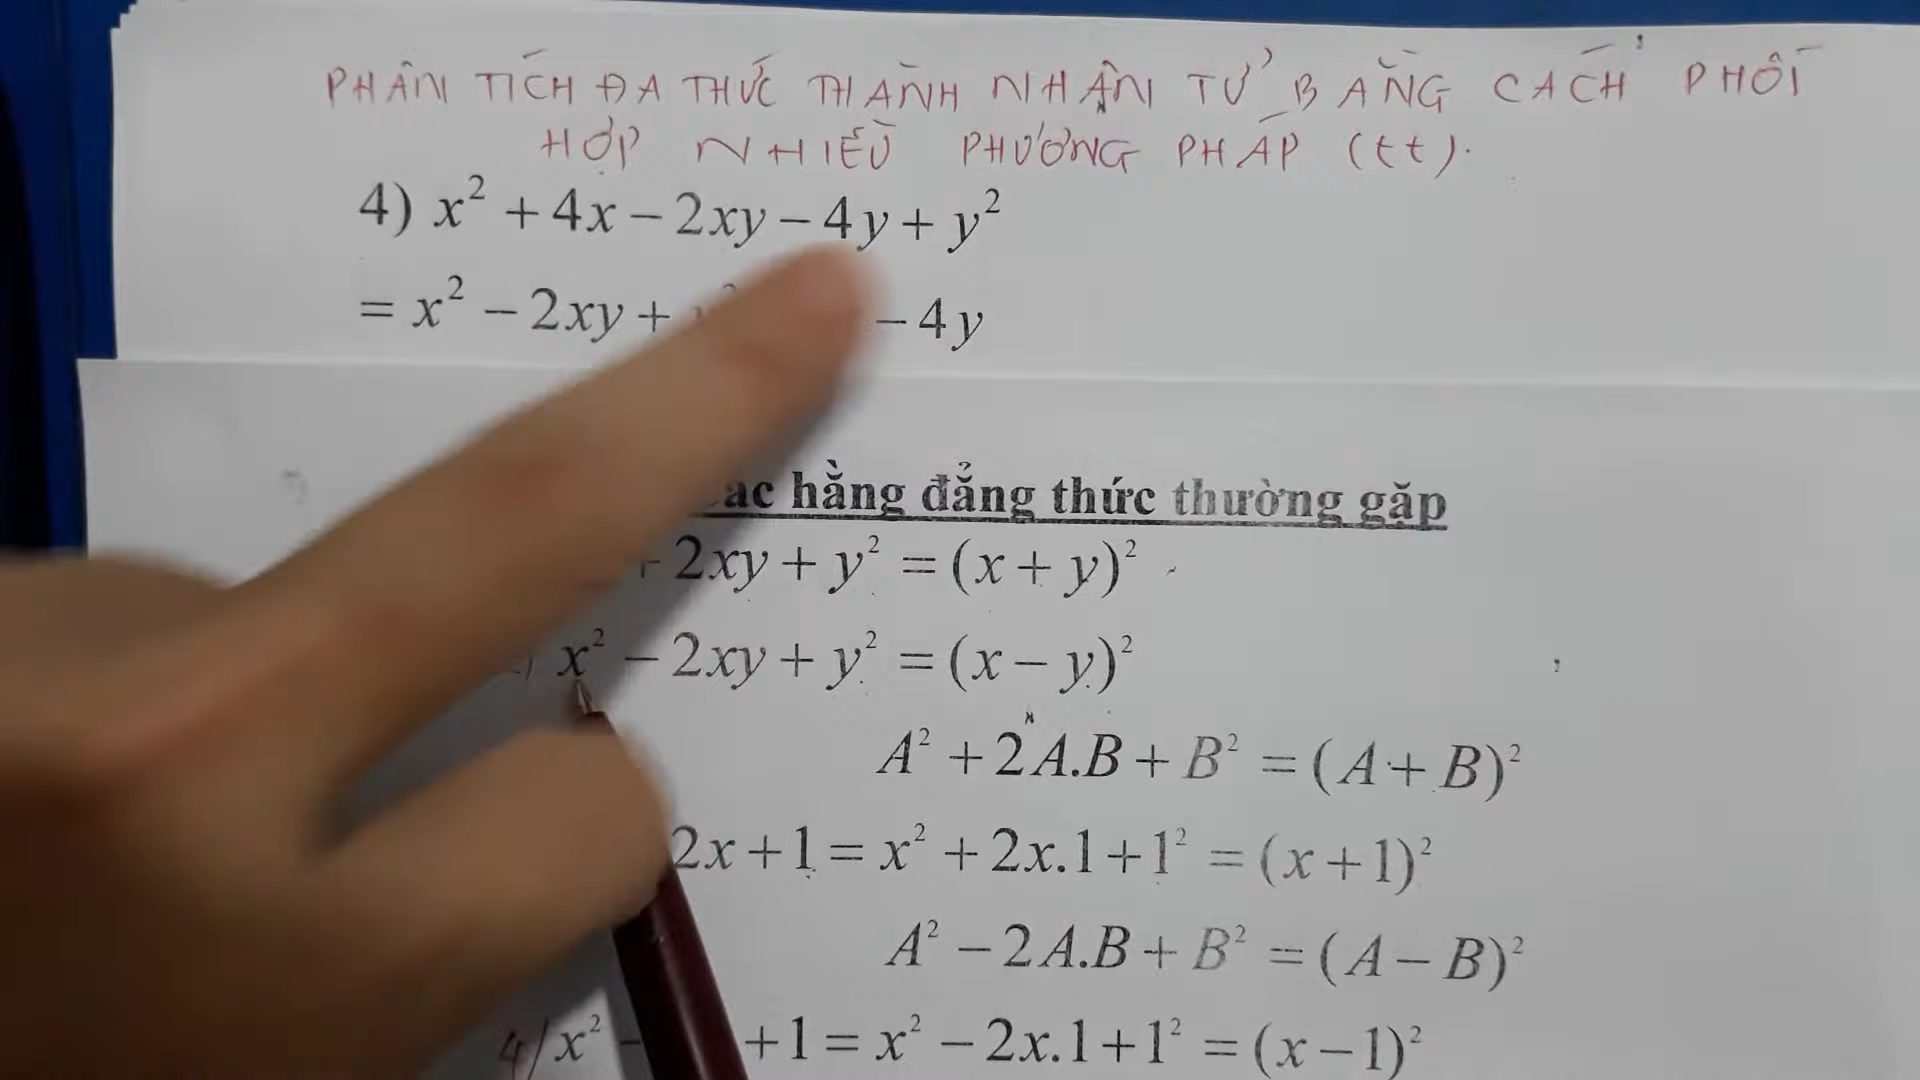 PHÂN TÍCH ĐA THỨC THÀNH NHÂN TỬ BẰNG CÁCH PHỐI
HỢP NHIỀU PHƯƠNG PHÁP (tt).
4) x² + 4x − 2xy − 4y + y²
= x² − 2xy + − 4y
hằng đẳng thức thường gặp
2xy + y² = (x + y)²
x² − 2xy + y² = (x − y)²
A² + 2A.B + B² = (A + B)²
2x + 1 = x² + 2x.1 + 1² = (x + 1)²
A² − 2A.B + B² = (A − B)²
4/ x² − + 1 = x² − 2x.1 + 1² = (x − 1)²